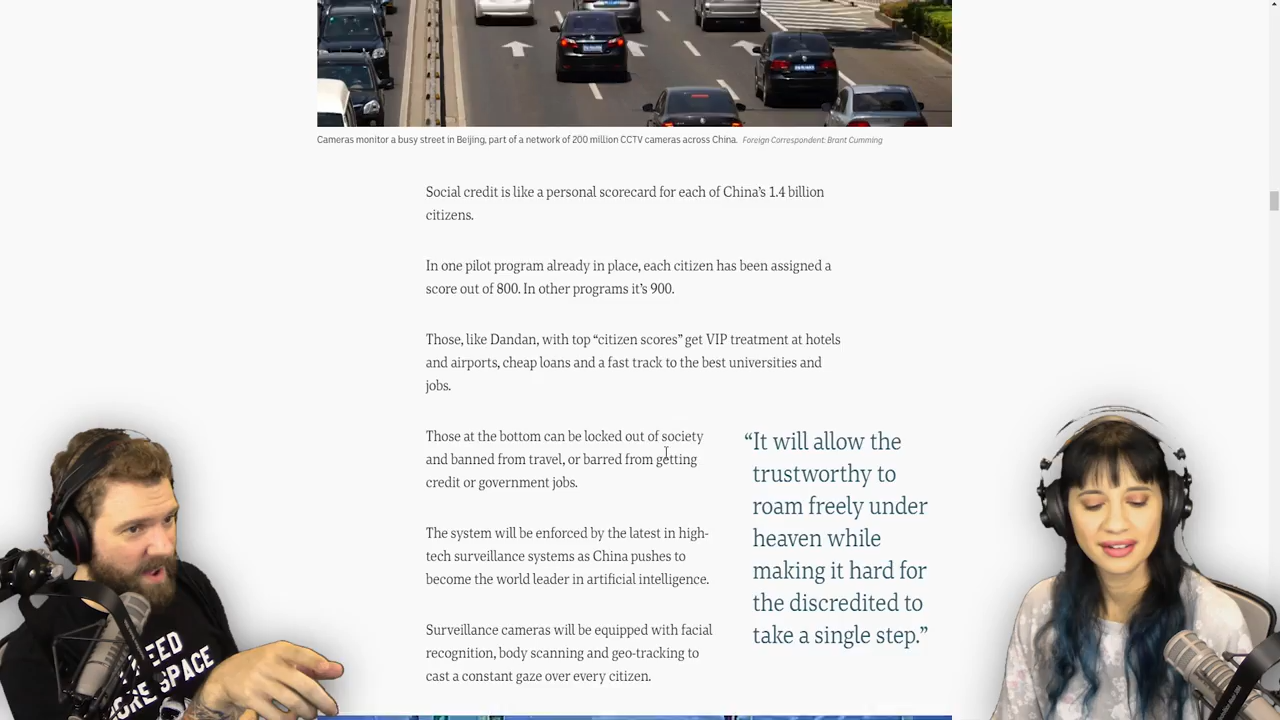 Cameras monitor a busy street in Beijing, part of a network of 200 million CCTV cameras across China. Foreign Correspondent: Brant Cumming
Social credit is like a personal scorecard for each of China’s 1.4 billion
citizens.
In one pilot program already in place, each citizen has been assigned a
score out of 800. In other programs it’s 900.
Those, like Dandan, with top “citizen scores” get VIP treatment at hotels
and airports, cheap loans and a fast track to the best universities and
jobs.
Those at the bottom can be locked out of society
and banned from travel, or barred from getting
credit or government jobs.
The system will be enforced by the latest in high-
tech surveillance systems as China pushes to
become the world leader in artificial intelligence.
Surveillance cameras will be equipped with facial
recognition, body scanning and geo-tracking to
cast a constant gaze over every citizen.
“It will allow the
trustworthy to
roam freely under
heaven while
making it hard for
the discredited to
take a single step.”
SPACE